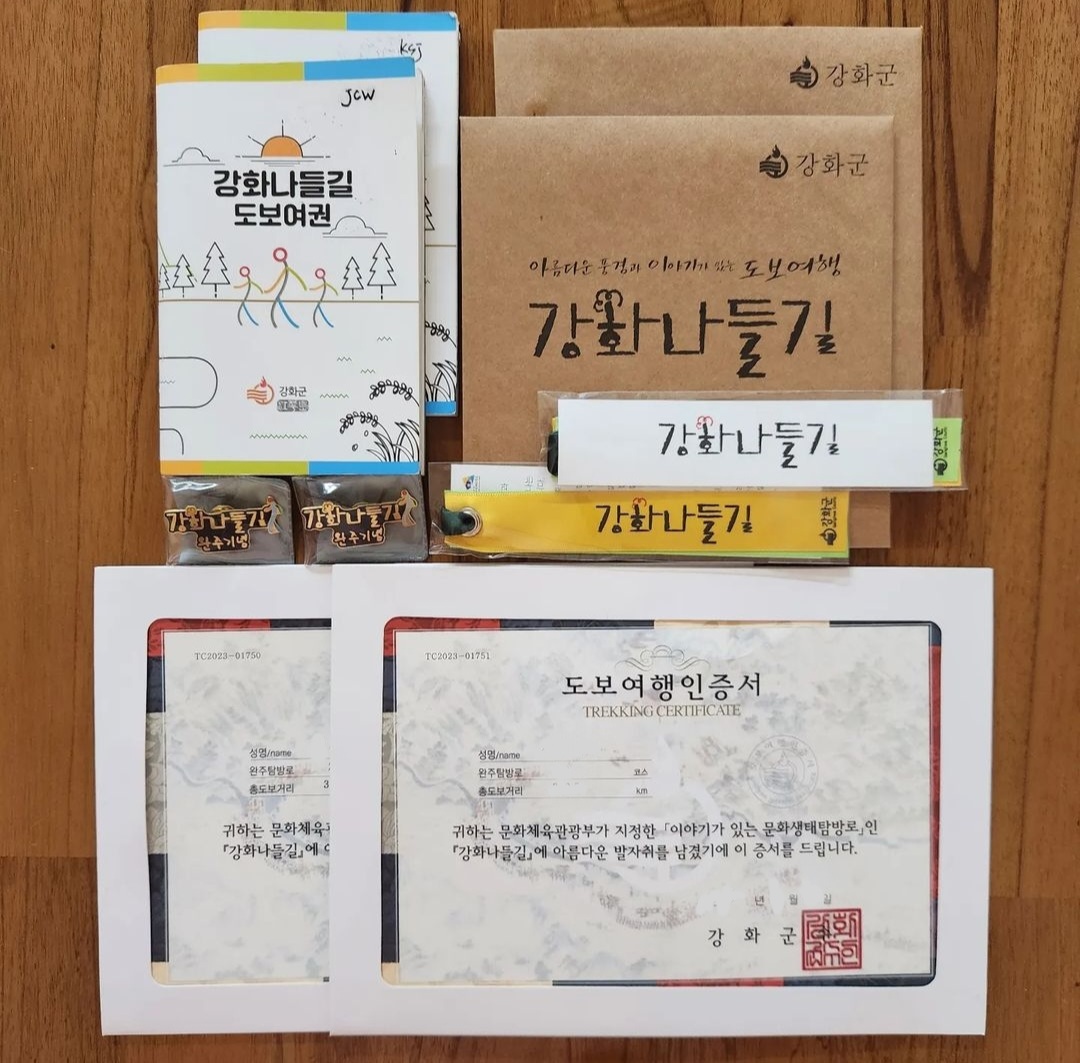 KGJ
JCW
강화나들길
도보여권
강화군
강화군
강화군
아름다운 풍경과 이야기가 있는 도보여행
강화나들길
강화나들길
강화군
강화나들길
강화군
강화나들길
완주기념
강화나들길
완주기념
TC2023-01750
성명/name
완주탐방로
총도보거리 3
귀하는 문화체육관
『강화나들길』에
TC2023-01751
도보여행인증서
TREKKING CERTIFICATE
성명/name
완주탐방로 코스
총도보거리 km
귀하는 문화체육관광부가 지정한 「이야기가 있는 문화생태탐방로」인
『강화나들길』에 아름다운 발자취를 남겼기에 이 증서를 드립니다.
년 월 일
강 화 군